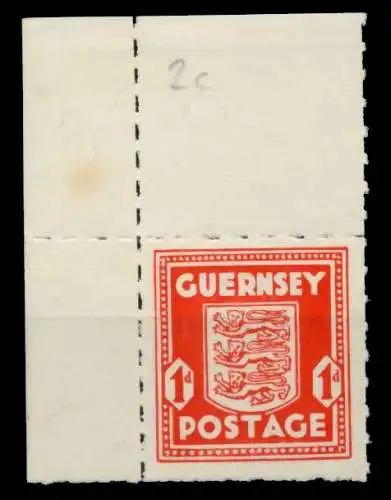 2c
GUERNSEY
1d 1d
POSTAGE